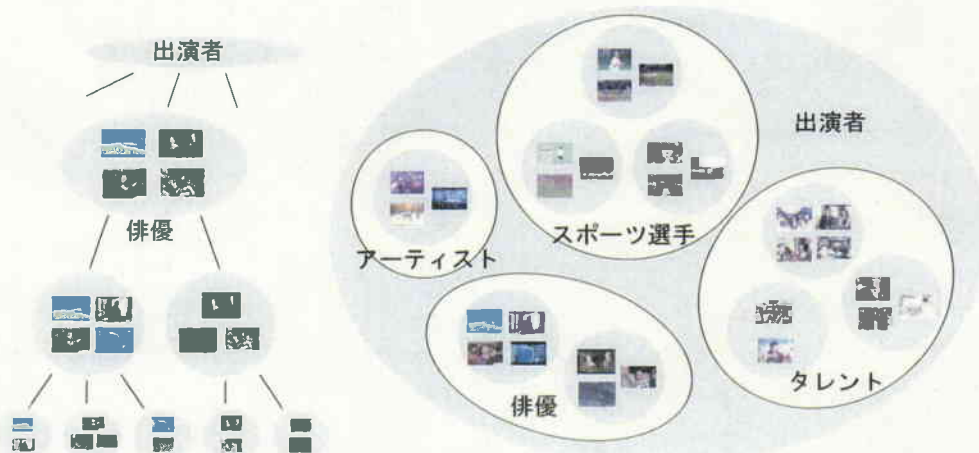 出演者
俳優
出演者
スポーツ選手
アーティスト
俳優
タレント